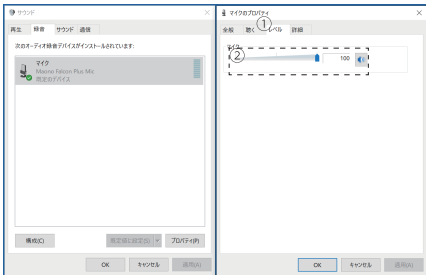 サウンド
再生 録音 サウンド 通信
次のオーディオ録音デバイスがインストールされています:
マイク
Maono Falcon Plus Mic
既定のデバイス
構成(C)
既定値に設定(S)
プロパティ(P)
OK キャンセル 適用(A)
マイクのプロパティ
全般 聴く ① レベル 詳細
マイク
②
100
OK キャンセル 適用(A)